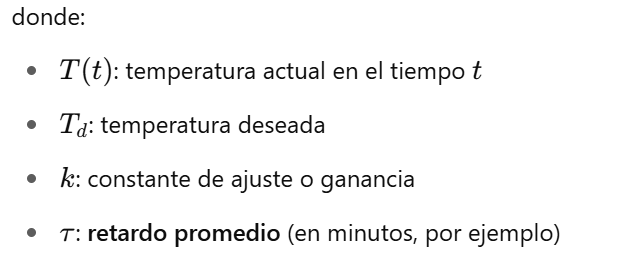 donde:
• T(t): temperatura actual en el tiempo t
• T_d: temperatura deseada
• k: constante de ajuste o ganancia
• τ: retardo promedio (en minutos, por ejemplo)